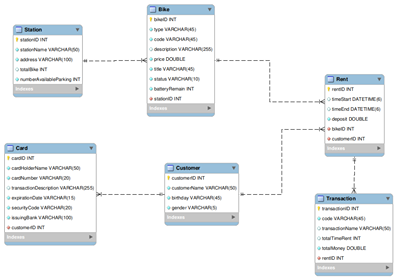 Station
stationID INT
stationName VARCHAR(50)
address VARCHAR(100)
totalBike INT
numberAvailableParking INT
Indexes
Bike
bikeID INT
type VARCHAR(45)
code VARCHAR(45)
description VARCHAR(255)
price DOUBLE
title VARCHAR(45)
status VARCHAR(10)
batteryRemain INT
stationID INT
Indexes
Rent
rentID INT
timeStart DATETIME(6)
timeEnd DATETIME(6)
deposit DOUBLE
bikeID INT
customerID INT
Indexes
Card
cardID INT
cardHolderName VARCHAR(50)
cardNumber VARCHAR(20)
transactionDescription VARCHAR(255)
expirationDate VARCHAR(15)
securityCode VARCHAR(20)
issuingBank VARCHAR(100)
customerID INT
Indexes
Customer
customerID INT
customerName VARCHAR(50)
birthday VARCHAR(45)
gender VARCHAR(5)
Indexes
Transaction
transactionID INT
code VARCHAR(45)
transactionName VARCHAR(50)
totalTimeRent INT
totalMoney DOUBLE
rentID INT
Indexes